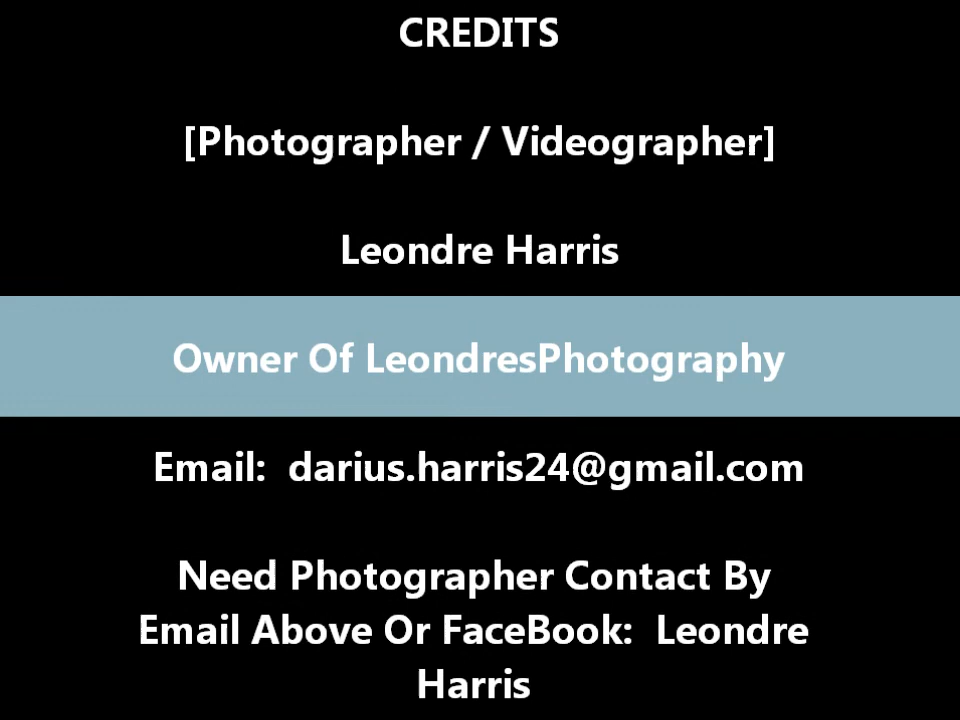 CREDITS
[Photographer / Videographer]
Leondre Harris
Owner Of LeondresPhotography
Email:  darius.harris24@gmail.com
Need Photographer Contact By
Email Above Or FaceBook:  Leondre
Harris